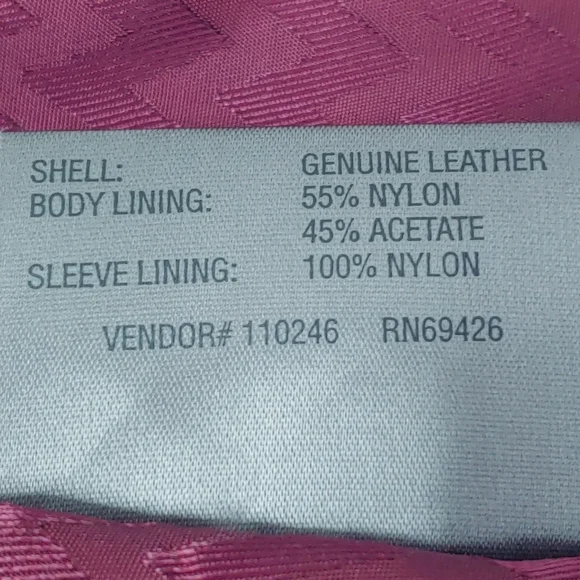 SHELL: GENUINE LEATHER
BODY LINING: 55% NYLON
45% ACETATE
SLEEVE LINING: 100% NYLON
VENDOR# 110246 RN69426